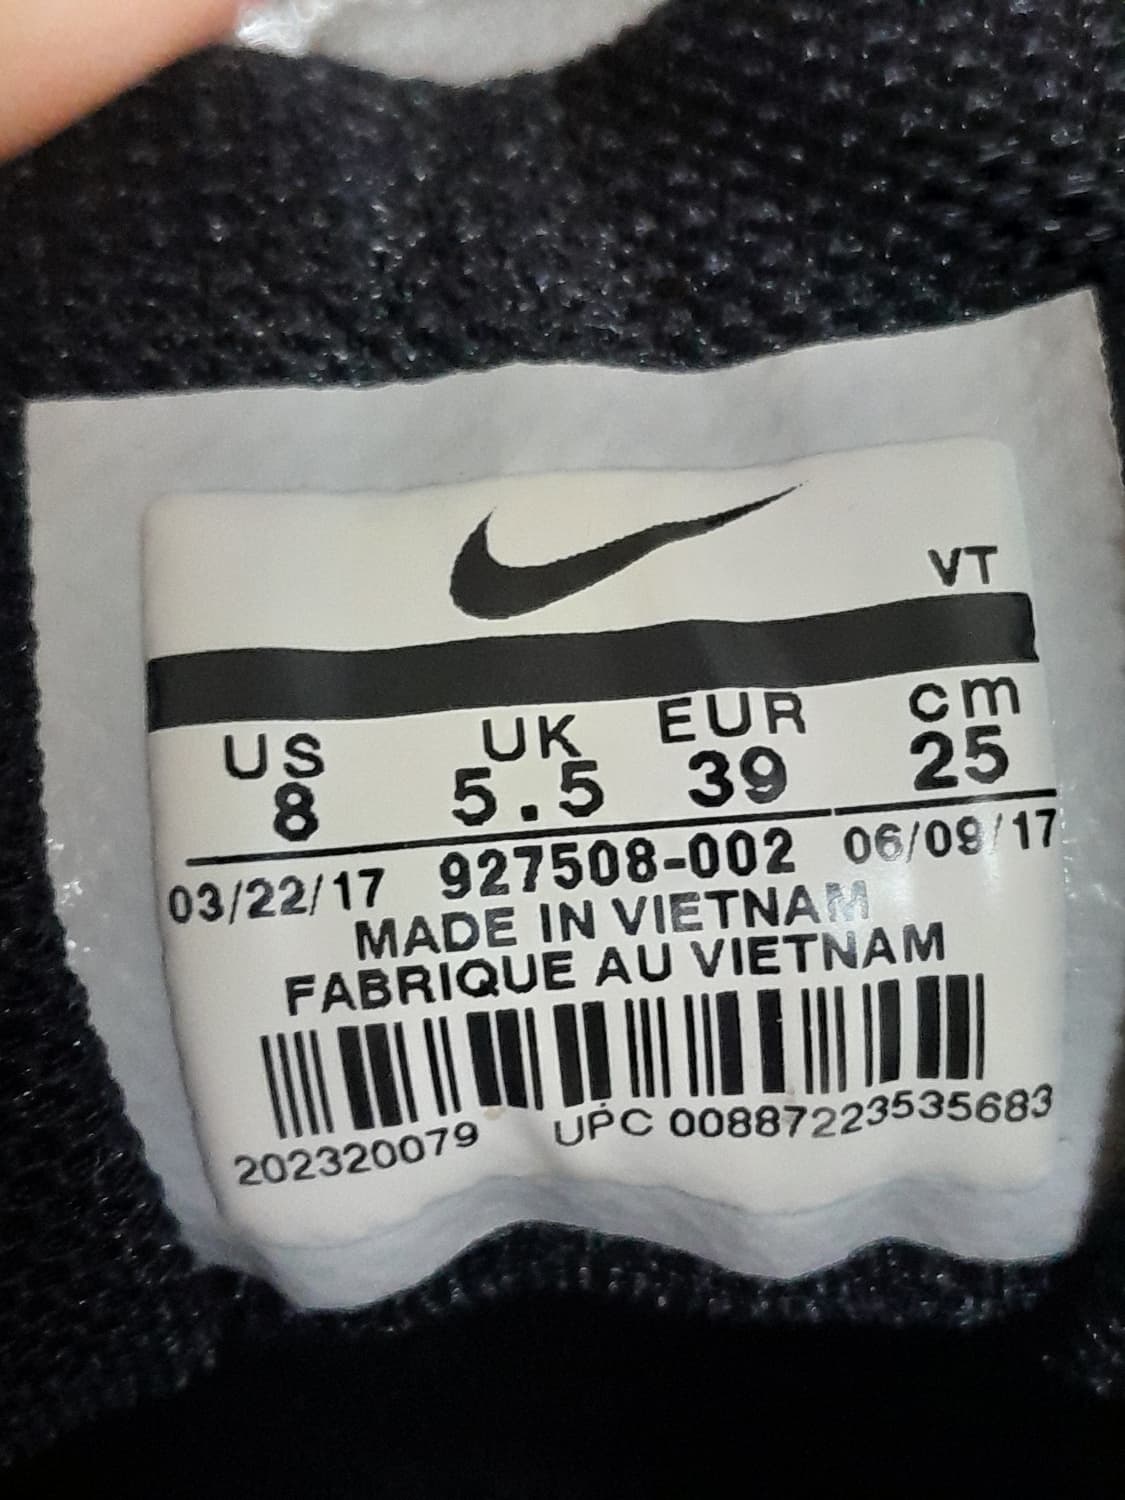 VT
US UK EUR cm
8 5.5 39 25
03/22/17 927508-002 06/09/17
MADE IN VIETNAM
FABRIQUE AU VIETNAM
202320079 UPC 00887223535683